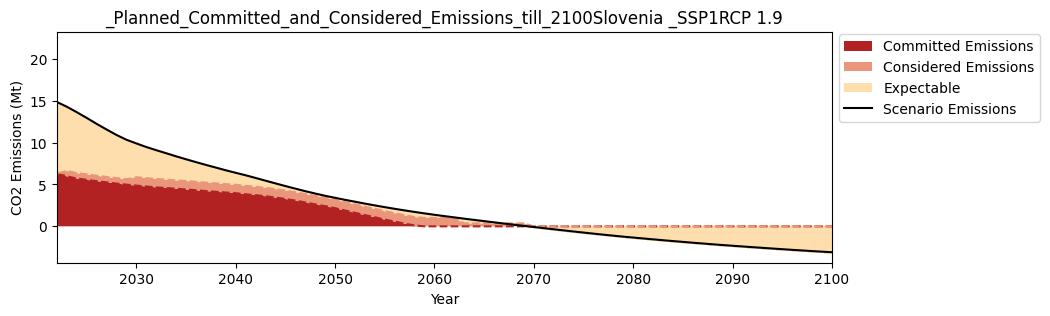 _Planned_Committed_and_Considered_Emissions_till_2100Slovenia _SSP1RCP 1.9
CO2 Emissions (Mt)
20
15
10
5
0
2030 2040 2050 2060 2070 2080 2090 2100
Year
Committed Emissions
Considered Emissions
Expectable
Scenario Emissions